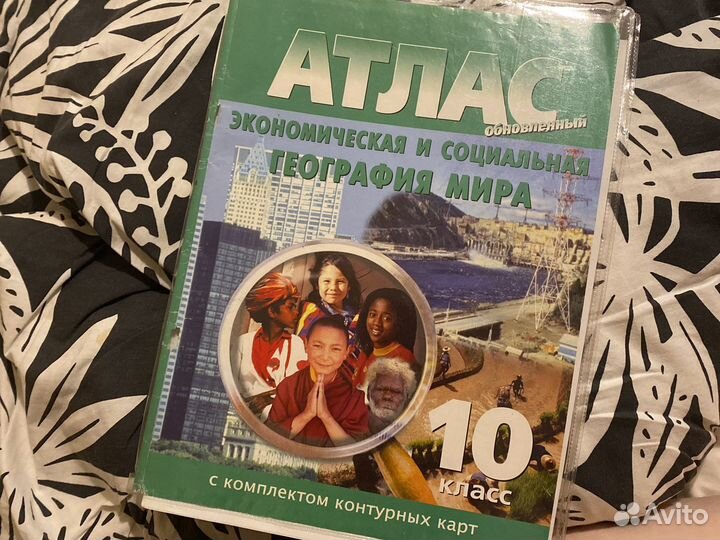 АТЛАС
обновленный
ЭКОНОМИЧЕСКАЯ И СОЦИАЛЬНАЯ
ГЕОГРАФИЯ МИРА
10
класс
с комплектом контурных карт
Avito